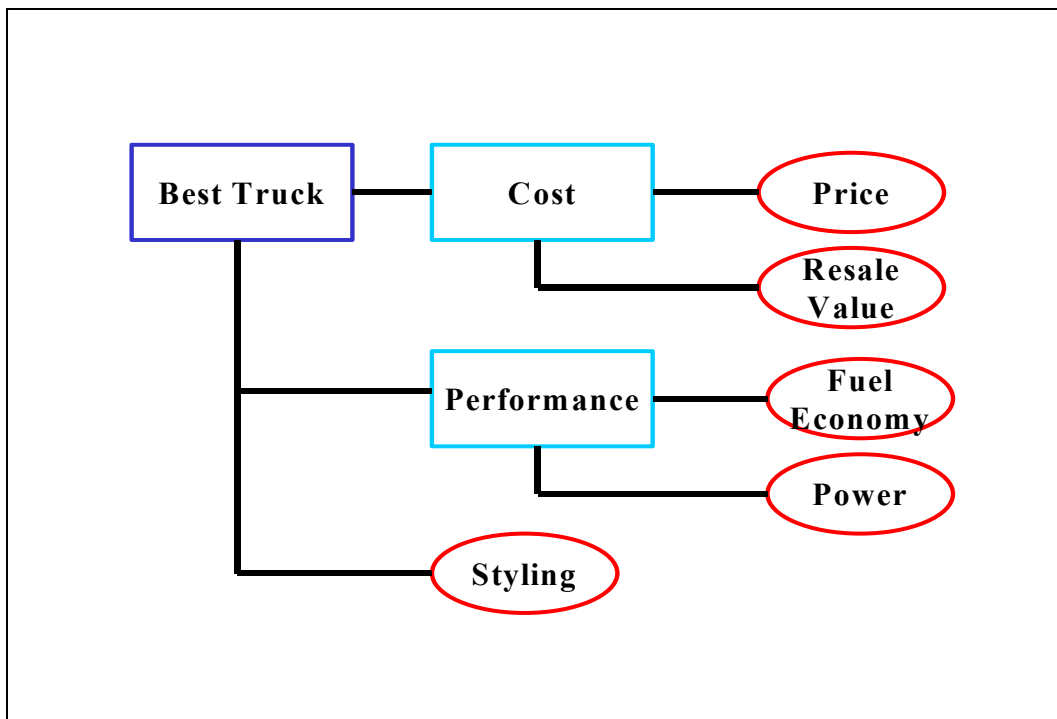 Best Truck
Cost
Price
Resale
Value
Performance
Fuel
Economy
Power
Styling